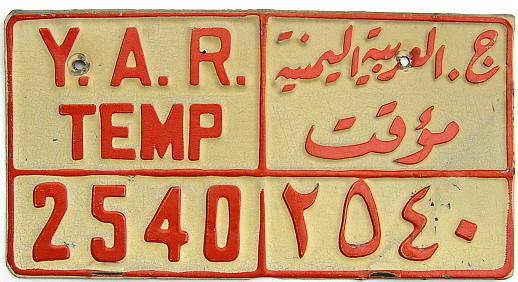 Y. A. R.
TEMP
2540
ج. العربية اليمنية
مؤقت
٢٥٤٠